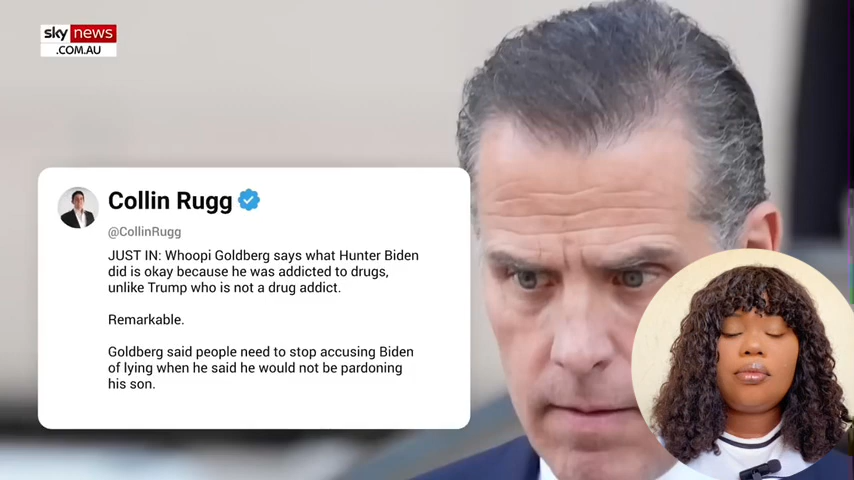 sky news
.COM.AU
Collin Rugg
@CollinRugg
JUST IN: Whoopi Goldberg says what Hunter Biden
did is okay because he was addicted to drugs,
unlike Trump who is not a drug addict.
Remarkable.
Goldberg said people need to stop accusing Biden
of lying when he said he would not be pardoning
his son.